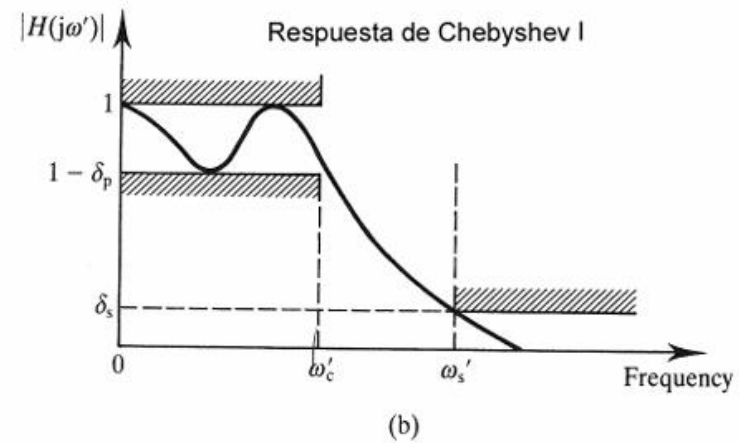 |H(jω′)|
Respuesta de Chebyshev I
1
1 − δp
δs
0
ω′c
ωs′
Frequency
(b)